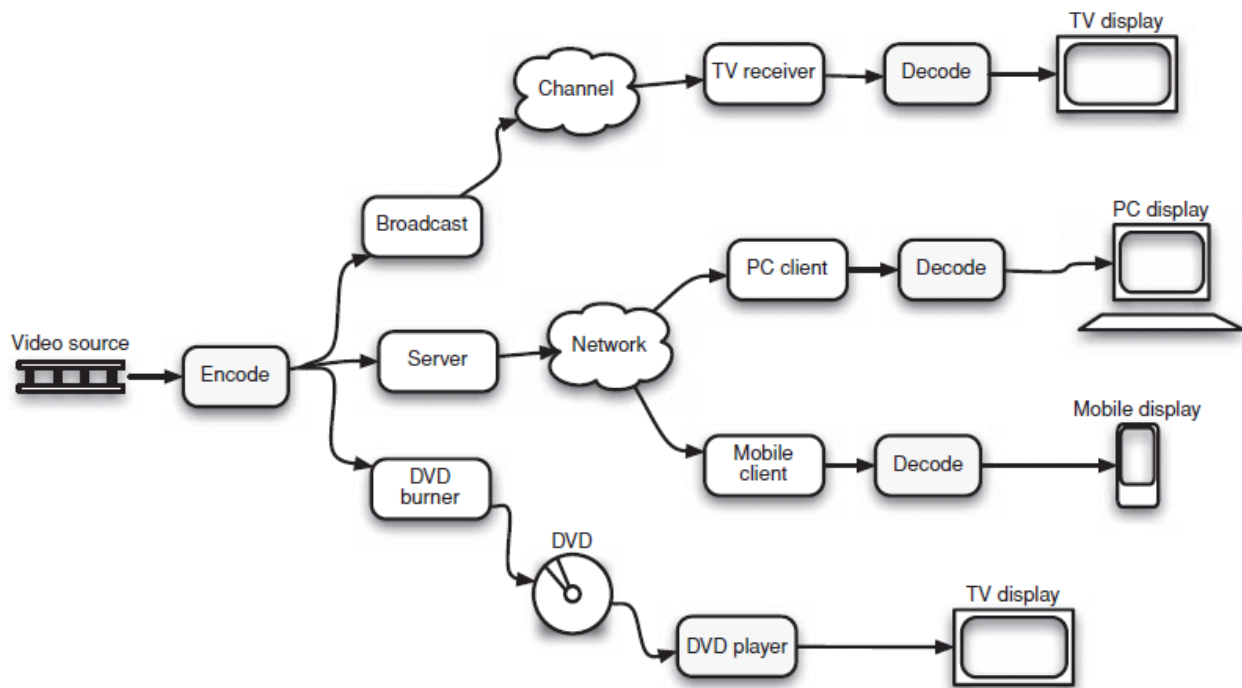 TV display
Channel
TV receiver
Decode
Broadcast
PC display
PC client
Decode
Video source
Encode
Server
Network
Mobile display
Mobile
client
Decode
DVD
burner
DVD
TV display
DVD player